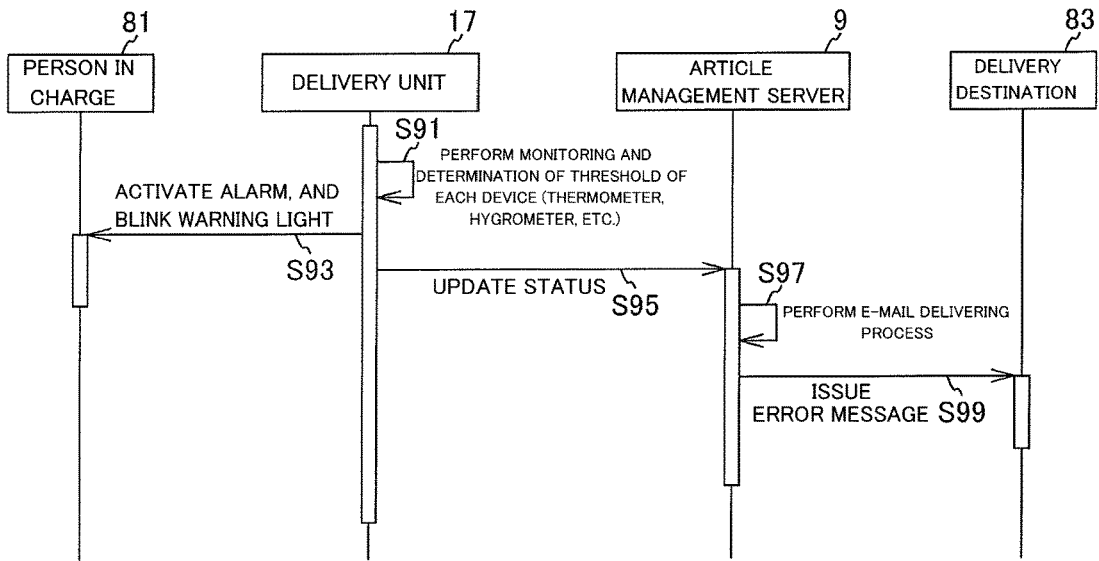 81
17
9
83
PERSON IN
CHARGE
DELIVERY UNIT
ARTICLE
MANAGEMENT SERVER
DELIVERY
DESTINATION
S91
PERFORM MONITORING AND
DETERMINATION OF THRESHOLD OF
EACH DEVICE (THERMOMETER,
HYGROMETER, ETC.)
ACTIVATE ALARM, AND
BLINK WARNING LIGHT
S93
UPDATE STATUS
S95
S97
PERFORM E-MAIL DELIVERING
PROCESS
ISSUE
ERROR MESSAGE S99